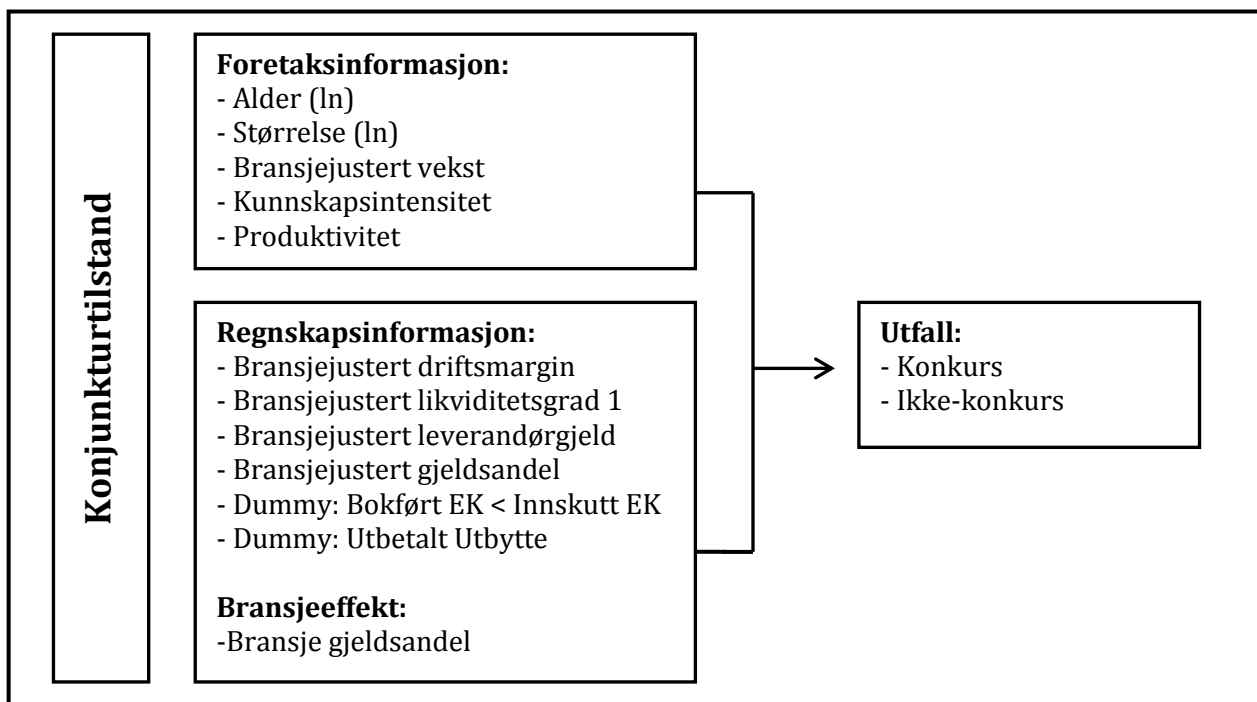 Konjunkturtilstand
Foretaksinformasjon:
- Alder (ln)
- Størrelse (ln)
- Bransjejustert vekst
- Kunnskapsintensitet
- Produktivitet
Regnskapsinformasjon:
- Bransjejustert driftsmargin
- Bransjejustert likviditetsgrad 1
- Bransjejustert leverandørgjeld
- Bransjejustert gjeldsandel
- Dummy: Bokført EK < Innskutt EK
- Dummy: Utbetalt Utbytte
Bransjeeffekt:
-Bransje gjeldsandel
Utfall:
- Konkurs
- Ikke-konkurs